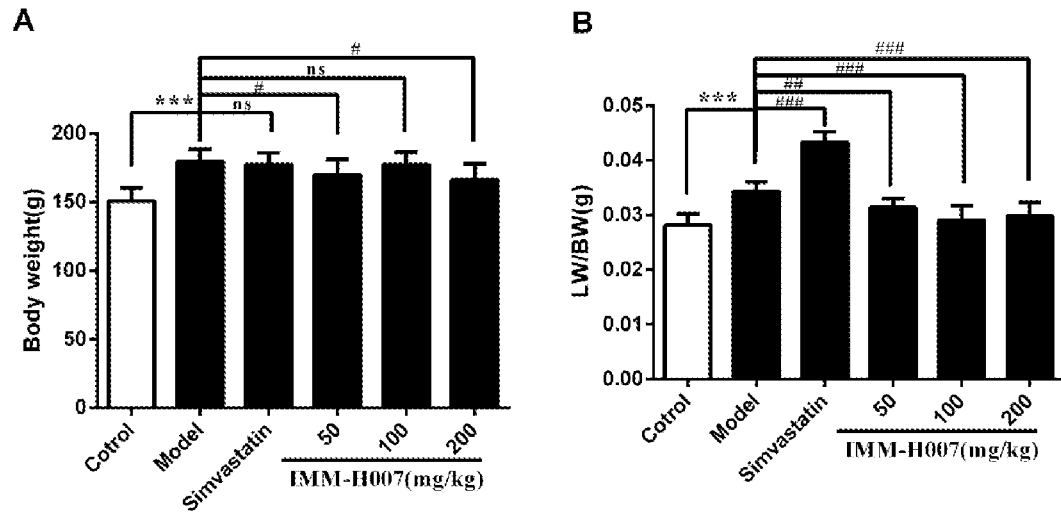 A
#
ns
#
***
ns
200
150
100
50
0
Body weight(g)
Cotrol
Model
Simvastatin
50
100
200
IMM-H007(mg/kg)
B
###
###
##
***
###
0.05
0.04
0.03
0.02
0.01
0.00
LW/BW(g)
Cotrol
Model
Simvastatin
50
100
200
IMM-H007(mg/kg)